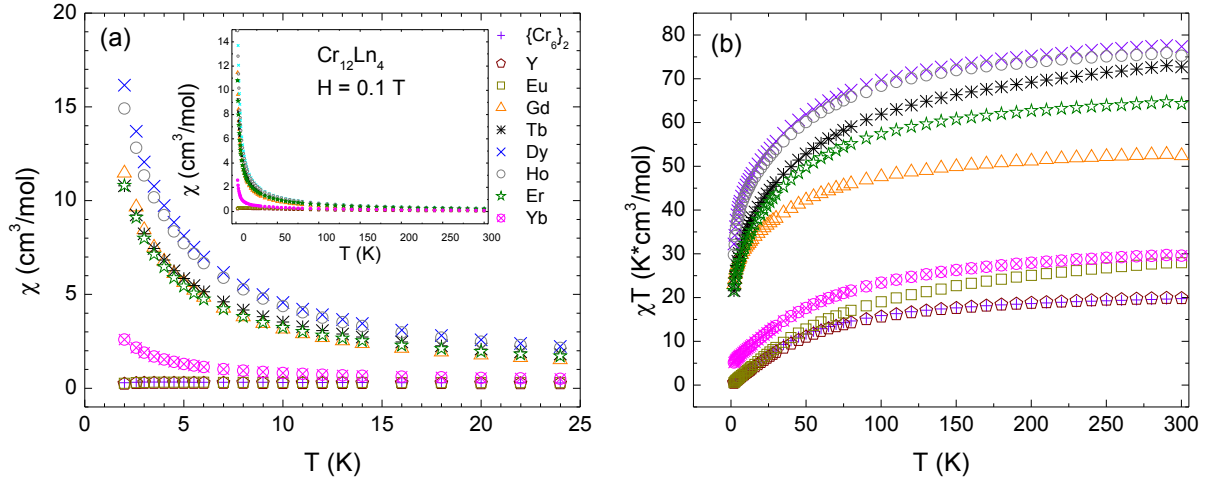 (a)
χ (cm³/mol)
20
15
10
5
0
0 5 10 15 20 25
T (K)
Cr₁₂Ln₄
H = 0.1 T
χ (cm³/mol)
14
12
10
8
6
4
2
0
0 50 100 150 200 250 300
T (K)
{Cr₆}₂
Y
Eu
Gd
Tb
Dy
Ho
Er
Yb
(b)
χT (K*cm³/mol)
80
70
60
50
40
30
20
10
0
0 50 100 150 200 250 300
T (K)